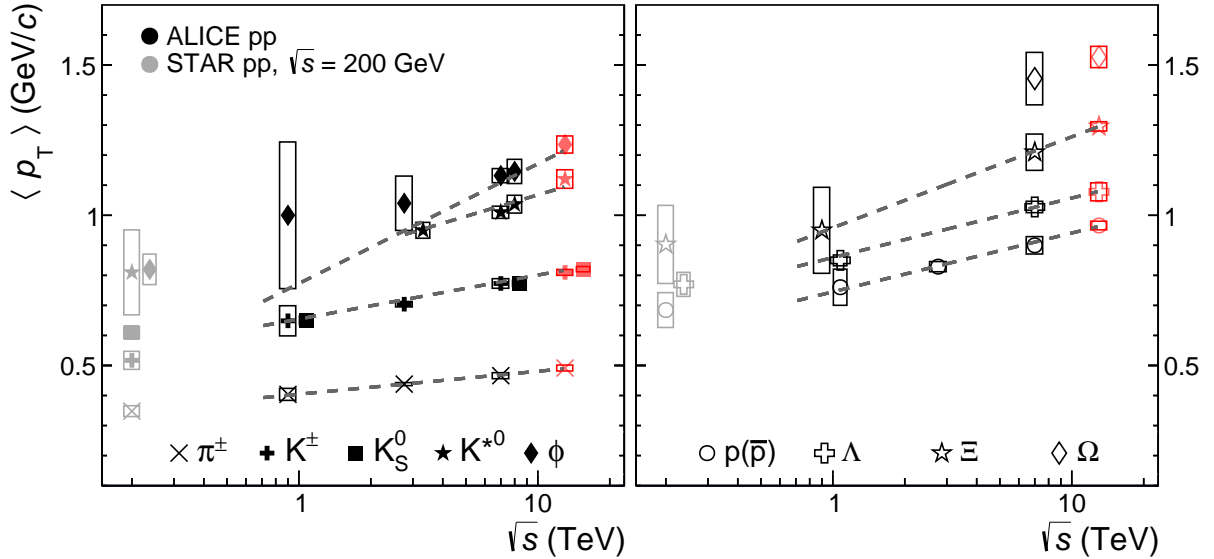 ALICE pp
STAR pp, √s = 200 GeV
⟨ p_T ⟩ (GeV/c)
1.5
1
0.5
1.5
1
0.5
π± K± K⁰_S K*⁰ ϕ
p(p̅) Λ Ξ Ω
1 10
1 10
√s (TeV)
√s (TeV)